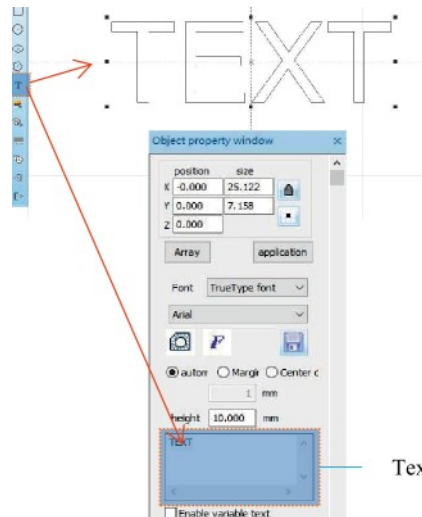 TEXT
T
Object property window
position size
X -0.000 25.122
Y 0.000 7.158
Z 0.000
Array application
Font TrueType font
Arial
F
autom Margin Center c
1 mm
height 10.000 mm
TEXT
Tex
Enable variable text